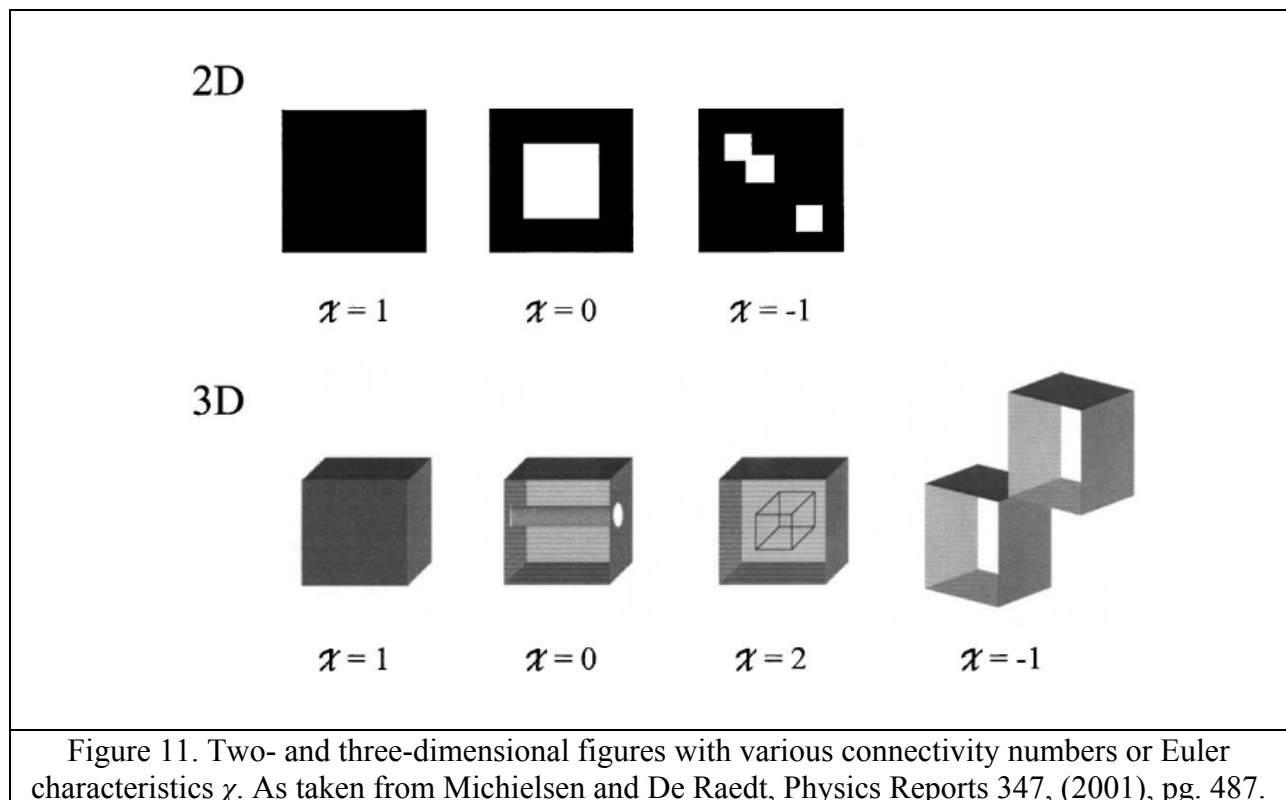 2D
𝒳 = 1 𝒳 = 0 𝒳 = -1
3D
𝒳 = 1 𝒳 = 0 𝒳 = 2 𝒳 = -1
Figure 11. Two- and three-dimensional figures with various connectivity numbers or Euler
characteristics χ. As taken from Michielsen and De Raedt, Physics Reports 347, (2001), pg. 487.